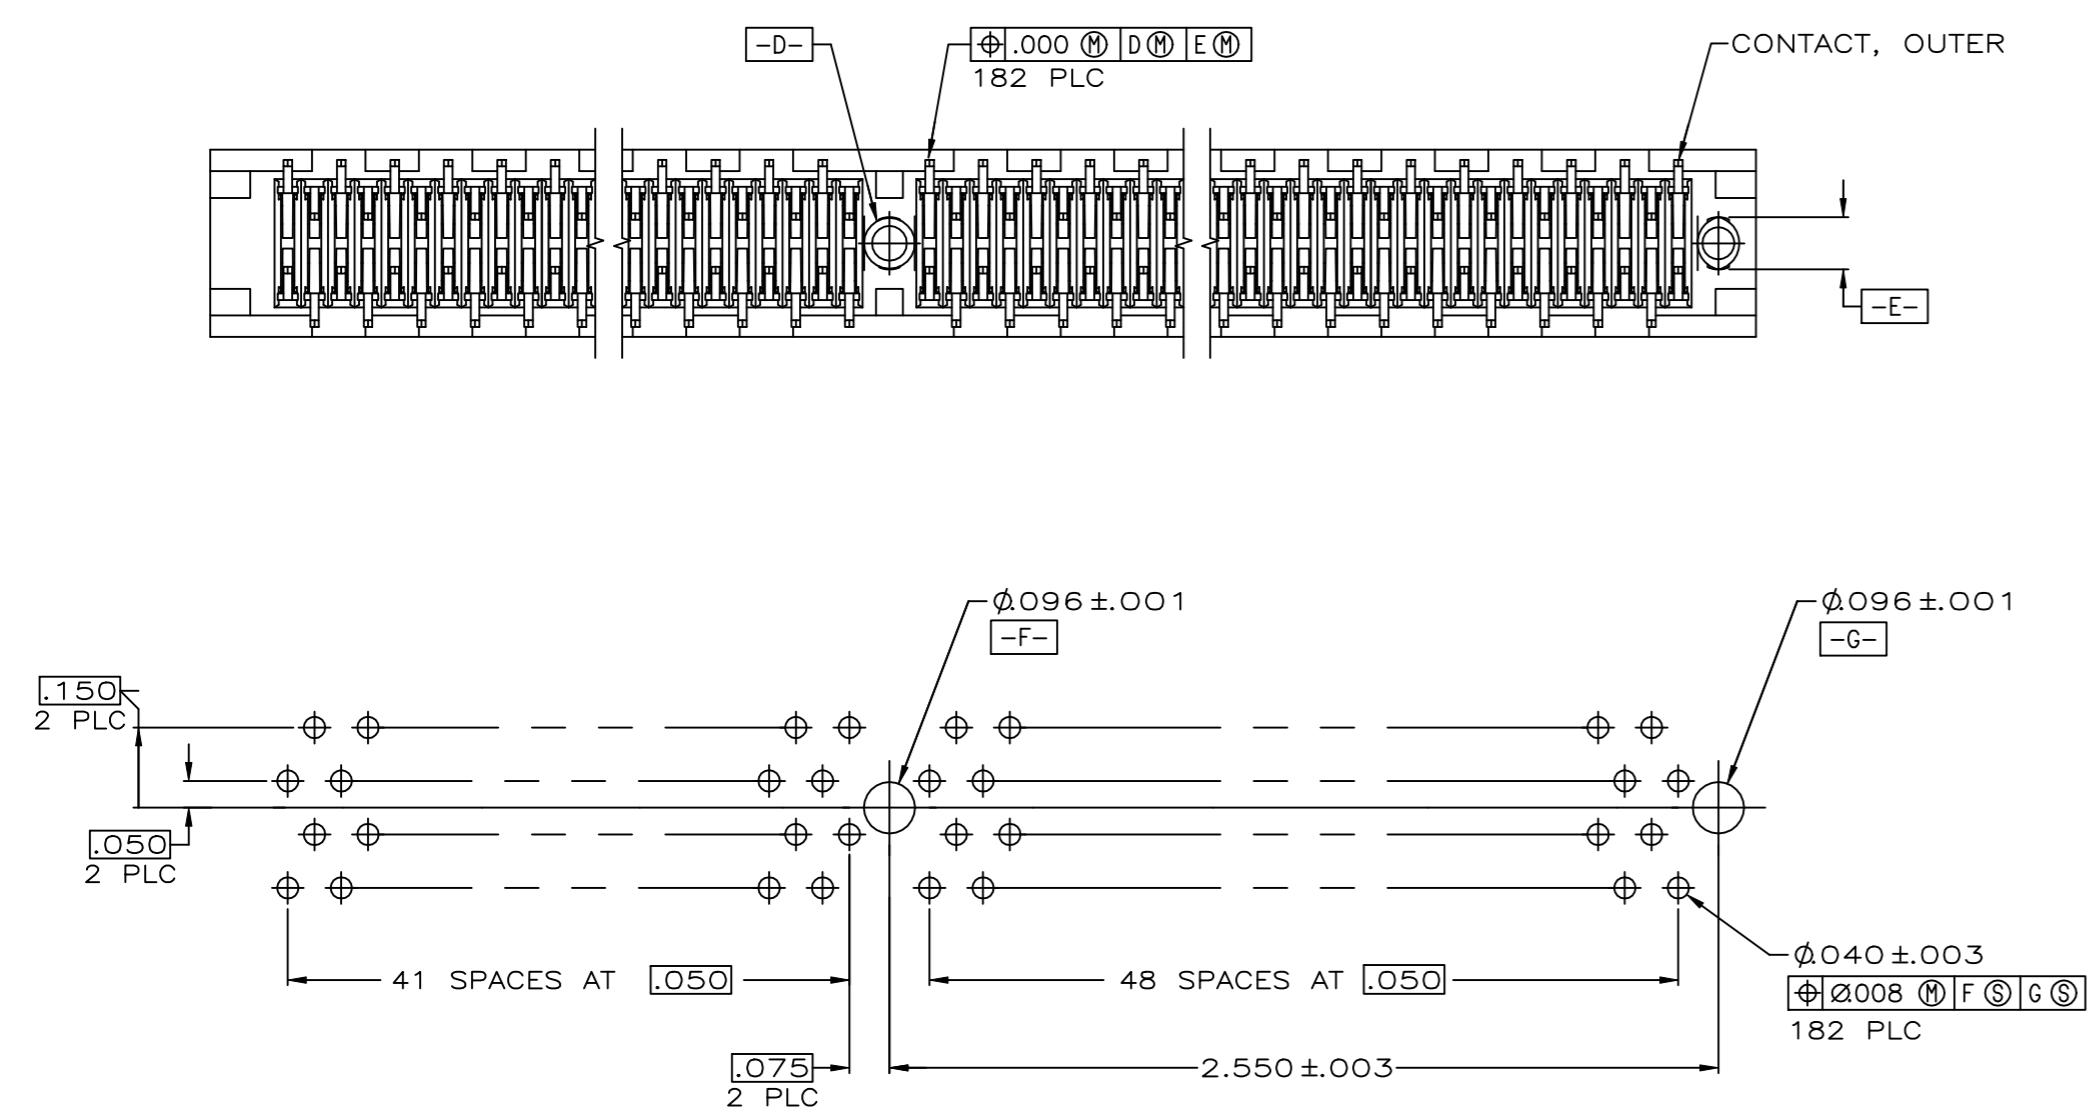 -D-
⌖ .000 Ⓜ D Ⓜ E Ⓜ
182 PLC
CONTACT, OUTER
-E-
Ø.096±.001
-F-
Ø.096±.001
-G-
.150
2 PLC
.050
2 PLC
41 SPACES AT .050
48 SPACES AT .050
Ø.040±.003
⌖ Ø.008 Ⓜ F Ⓢ G Ⓢ
182 PLC
.075
2 PLC
2.550±.003